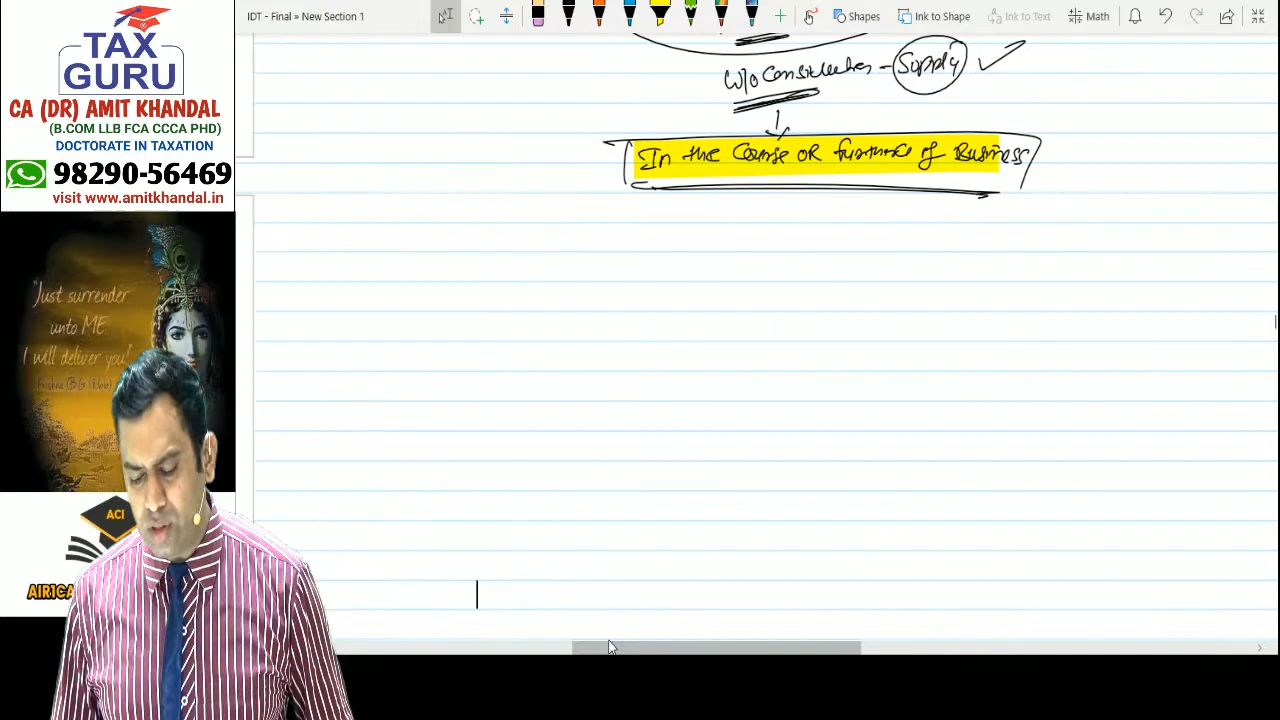 TAX
GURU
CA (DR) AMIT KHANDAL
(B.COM LLB FCA CCCA PHD)
DOCTORATE IN TAXATION
98290-56469
visit www.amitkhandal.in
"Just surrender
unto ME
I will deliver you"
ACI
AIR1CA
IDT - Final » New Section 1
Shapes
Ink to Shape
Ink to Text
Math
w/o Consideration - Supply
In the Course OR furtherance of Business